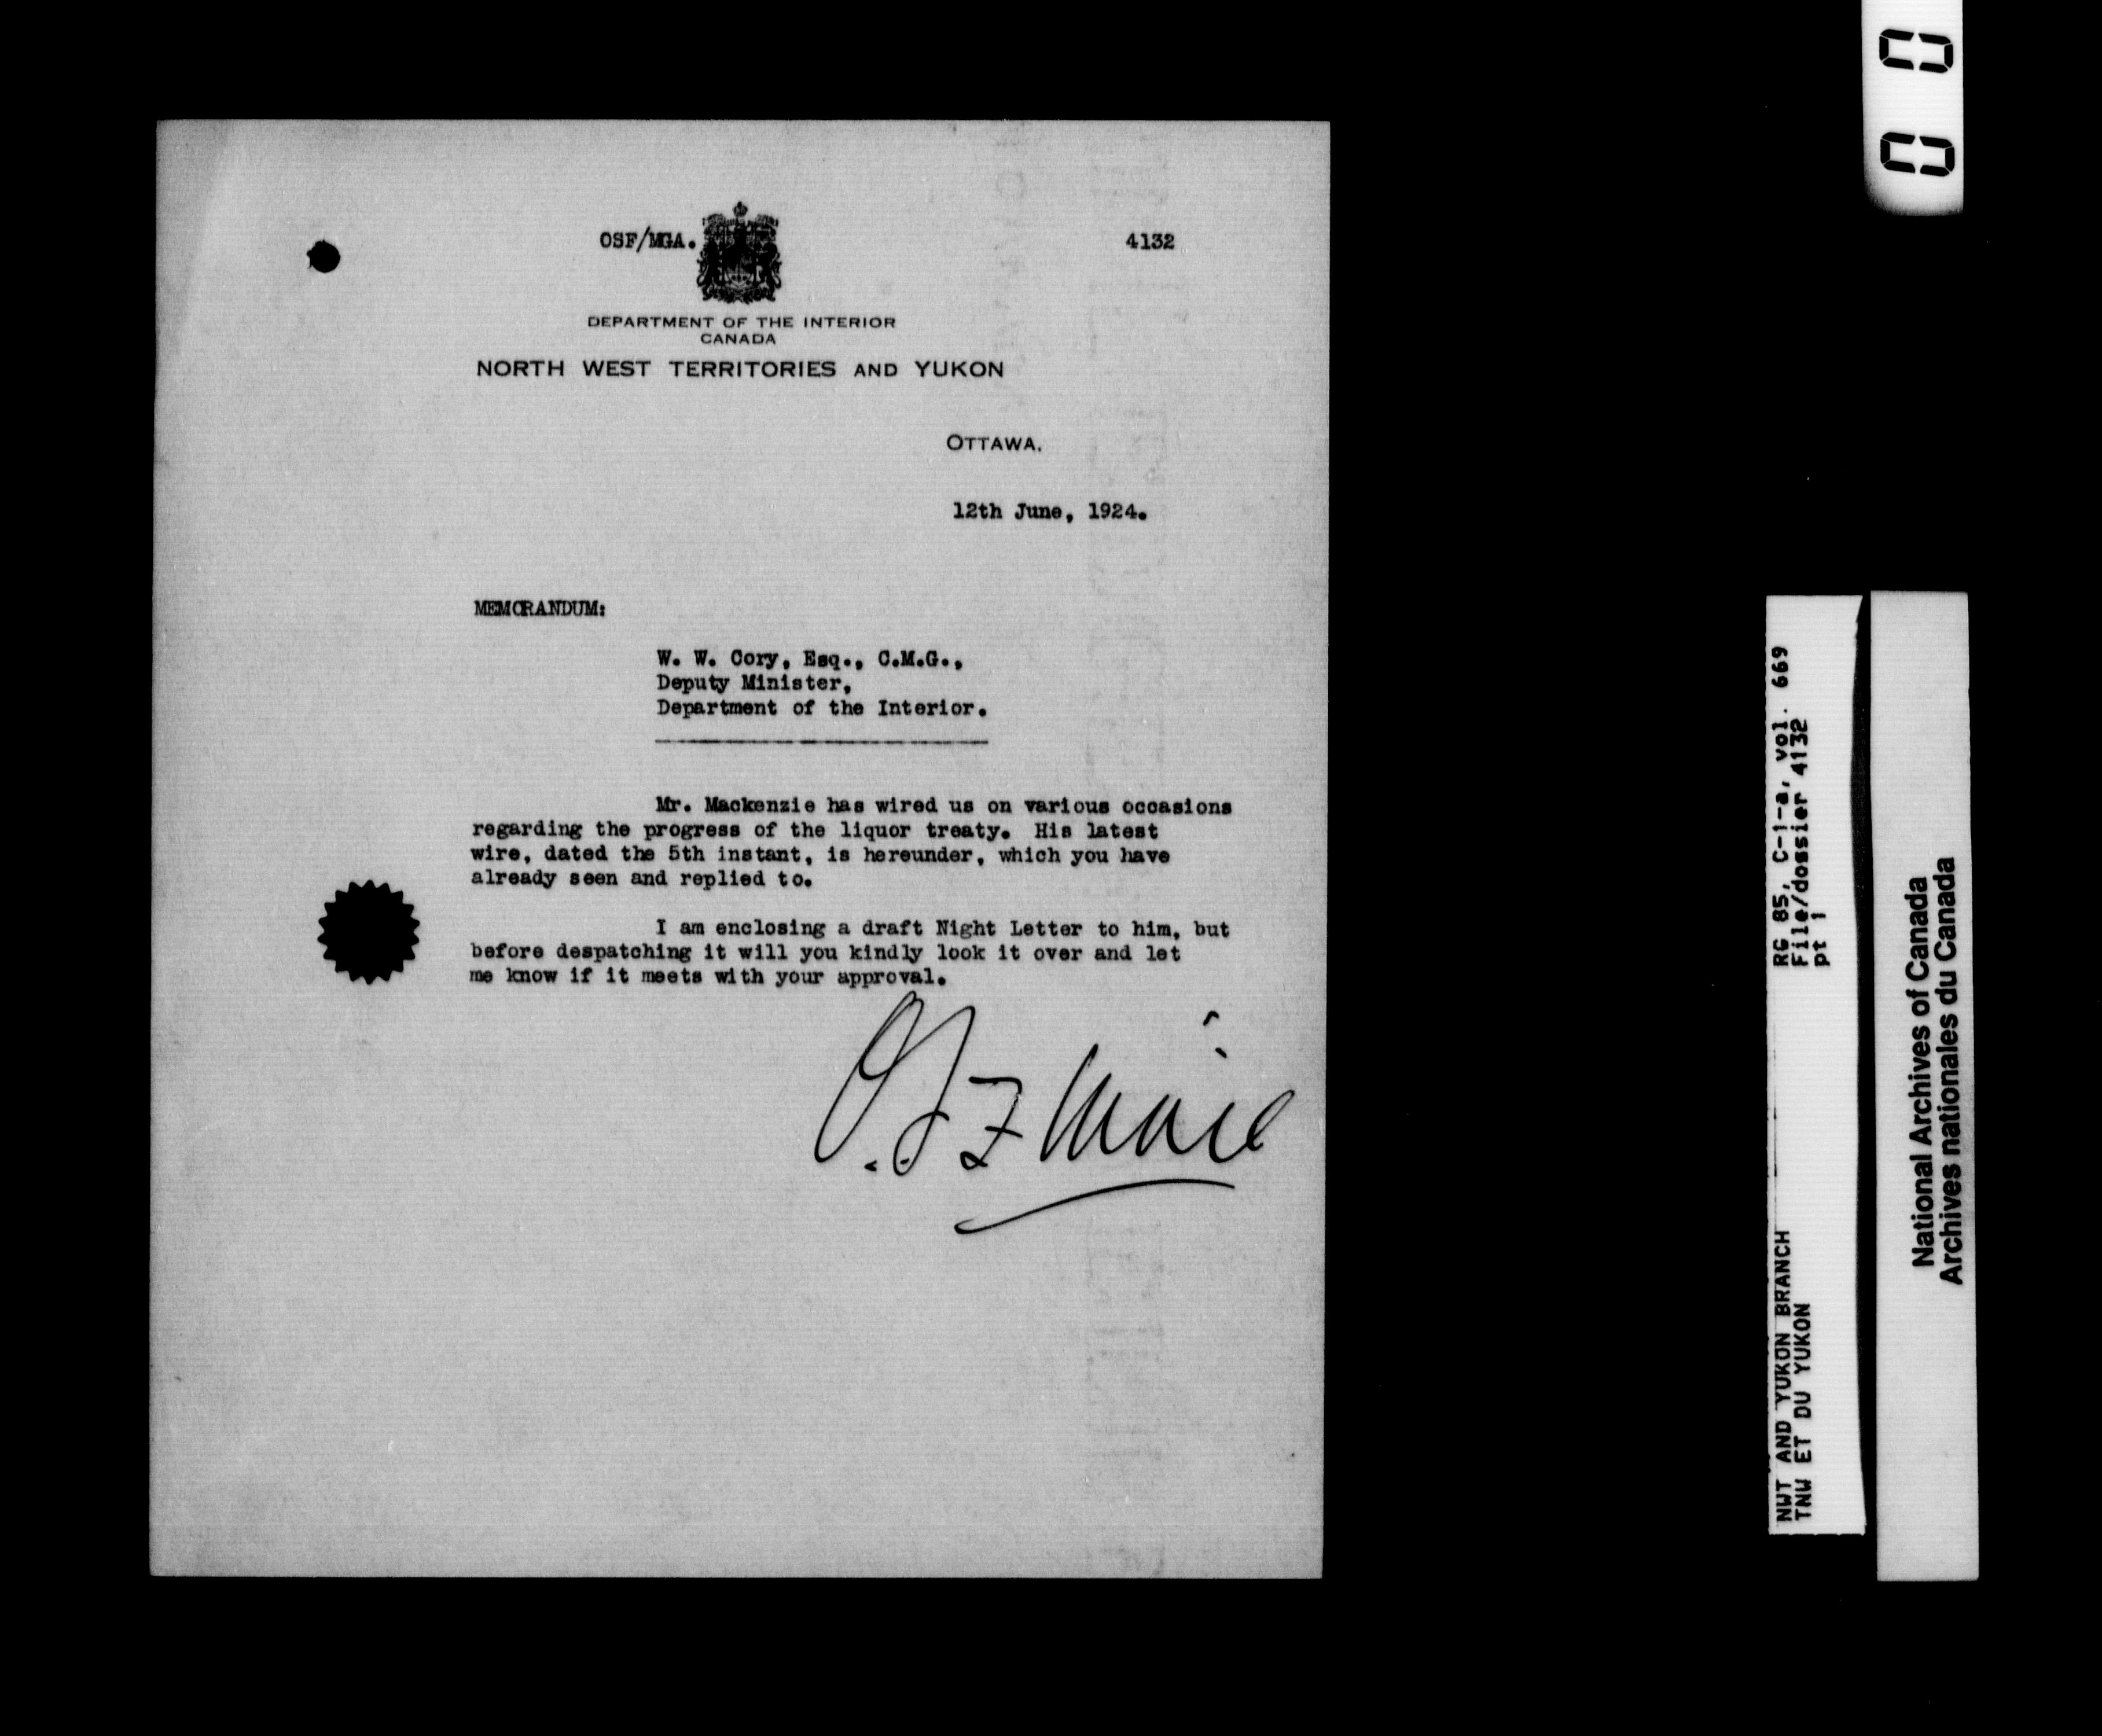 OSF/MGA.
4132
DEPARTMENT OF THE INTERIOR
CANADA
NORTH WEST TERRITORIES AND YUKON
OTTAWA.
12th June, 1924.
MEMORANDUM:
W. W. Cory, Esq., C.M.G.,
Deputy Minister,
Department of the Interior.
Mr. Mackenzie has wired us on various occasions
regarding the progress of the liquor treaty. His latest
wire, dated the 5th instant, is hereunder, which you have
already seen and replied to.
I am enclosing a draft Night Letter to him, but
before despatching it will you kindly look it over and let
me know if it meets with your approval.
O. S. F
RG 85, C-1-a, vol. 669
File/dossier 4132
pt 1
NWT AND YUKON BRANCH
TNW ET DU YUKON
National Archives of Canada
Archives nationales du Canada
00